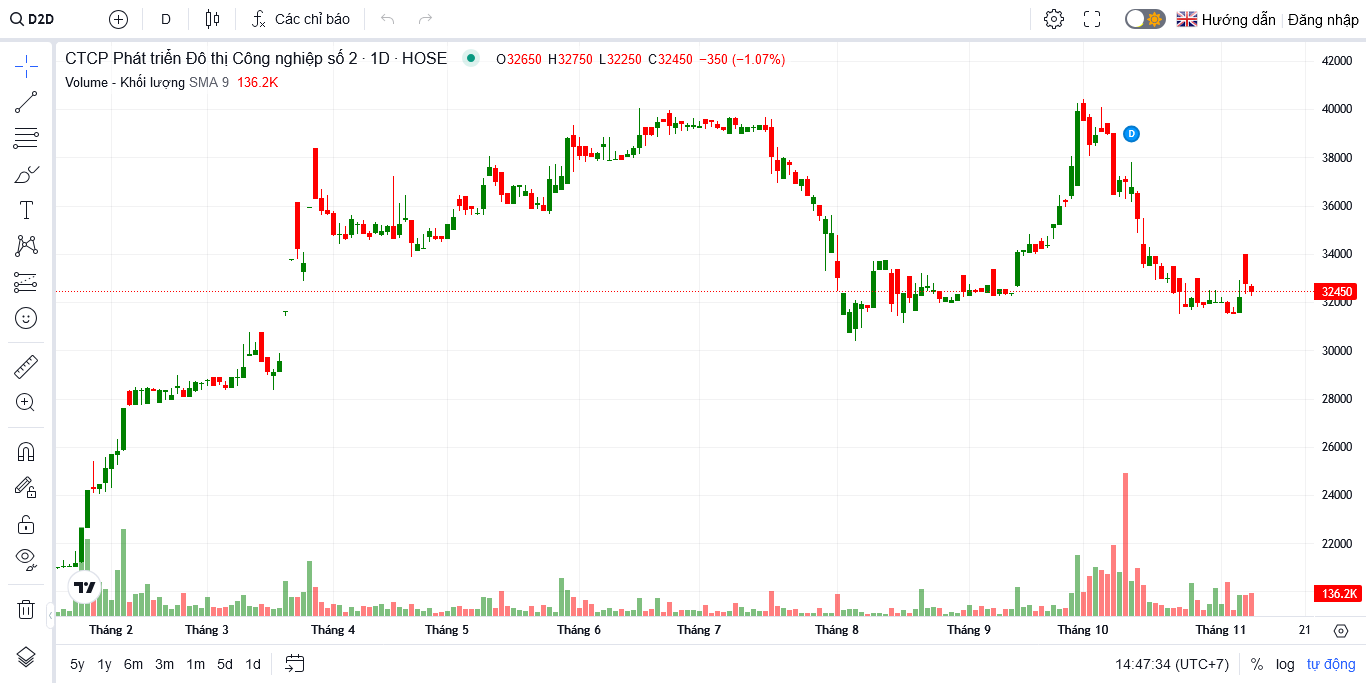 D2D D Các chỉ báo Hướng dẫn Đăng nhập
CTCP Phát triển Đô thị Công nghiệp số 2 · 1D · HOSE O32650 H32750 L32250 C32450 −350 (−1.07%)
Volume - Khối lượng SMA 9 136.2K
42000
40000
D
38000
36000
34000
32450
32000
30000
28000
26000
24000
22000
136.2K
Tháng 2 Tháng 3 Tháng 4 Tháng 5 Tháng 6 Tháng 7 Tháng 8 Tháng 9 Tháng 10 Tháng 11 21
5y 1y 6m 3m 1m 5d 1d 14:47:34 (UTC+7) % log tự động